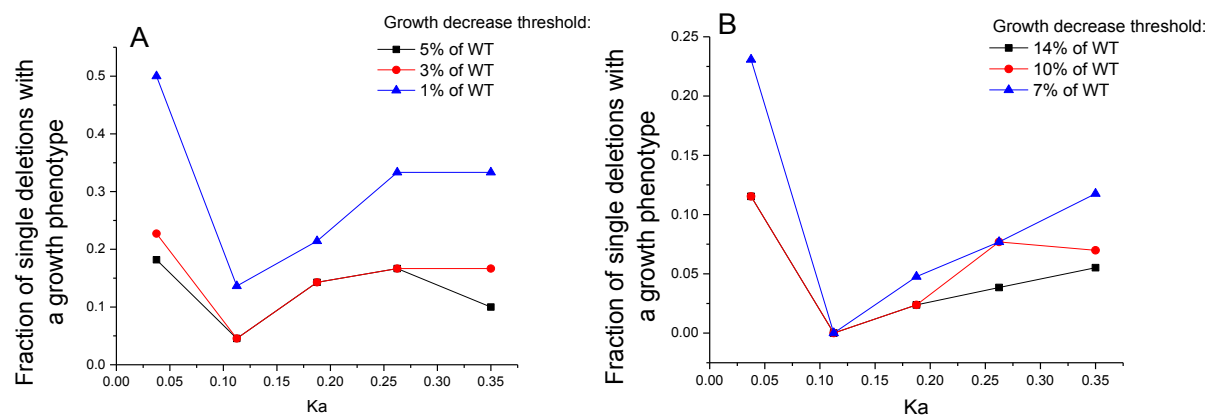 A
Growth decrease threshold:
5% of WT
3% of WT
1% of WT
Fraction of single deletions with
a growth phenotype
0.5
0.4
0.3
0.2
0.1
0.0
0.00 0.05 0.10 0.15 0.20 0.25 0.30 0.35
Ka
B
Growth decrease threshold:
14% of WT
10% of WT
7% of WT
Fraction of single deletions with
a growth phenotype
0.25
0.20
0.15
0.10
0.05
0.00
0.00 0.05 0.10 0.15 0.20 0.25 0.30 0.35
Ka